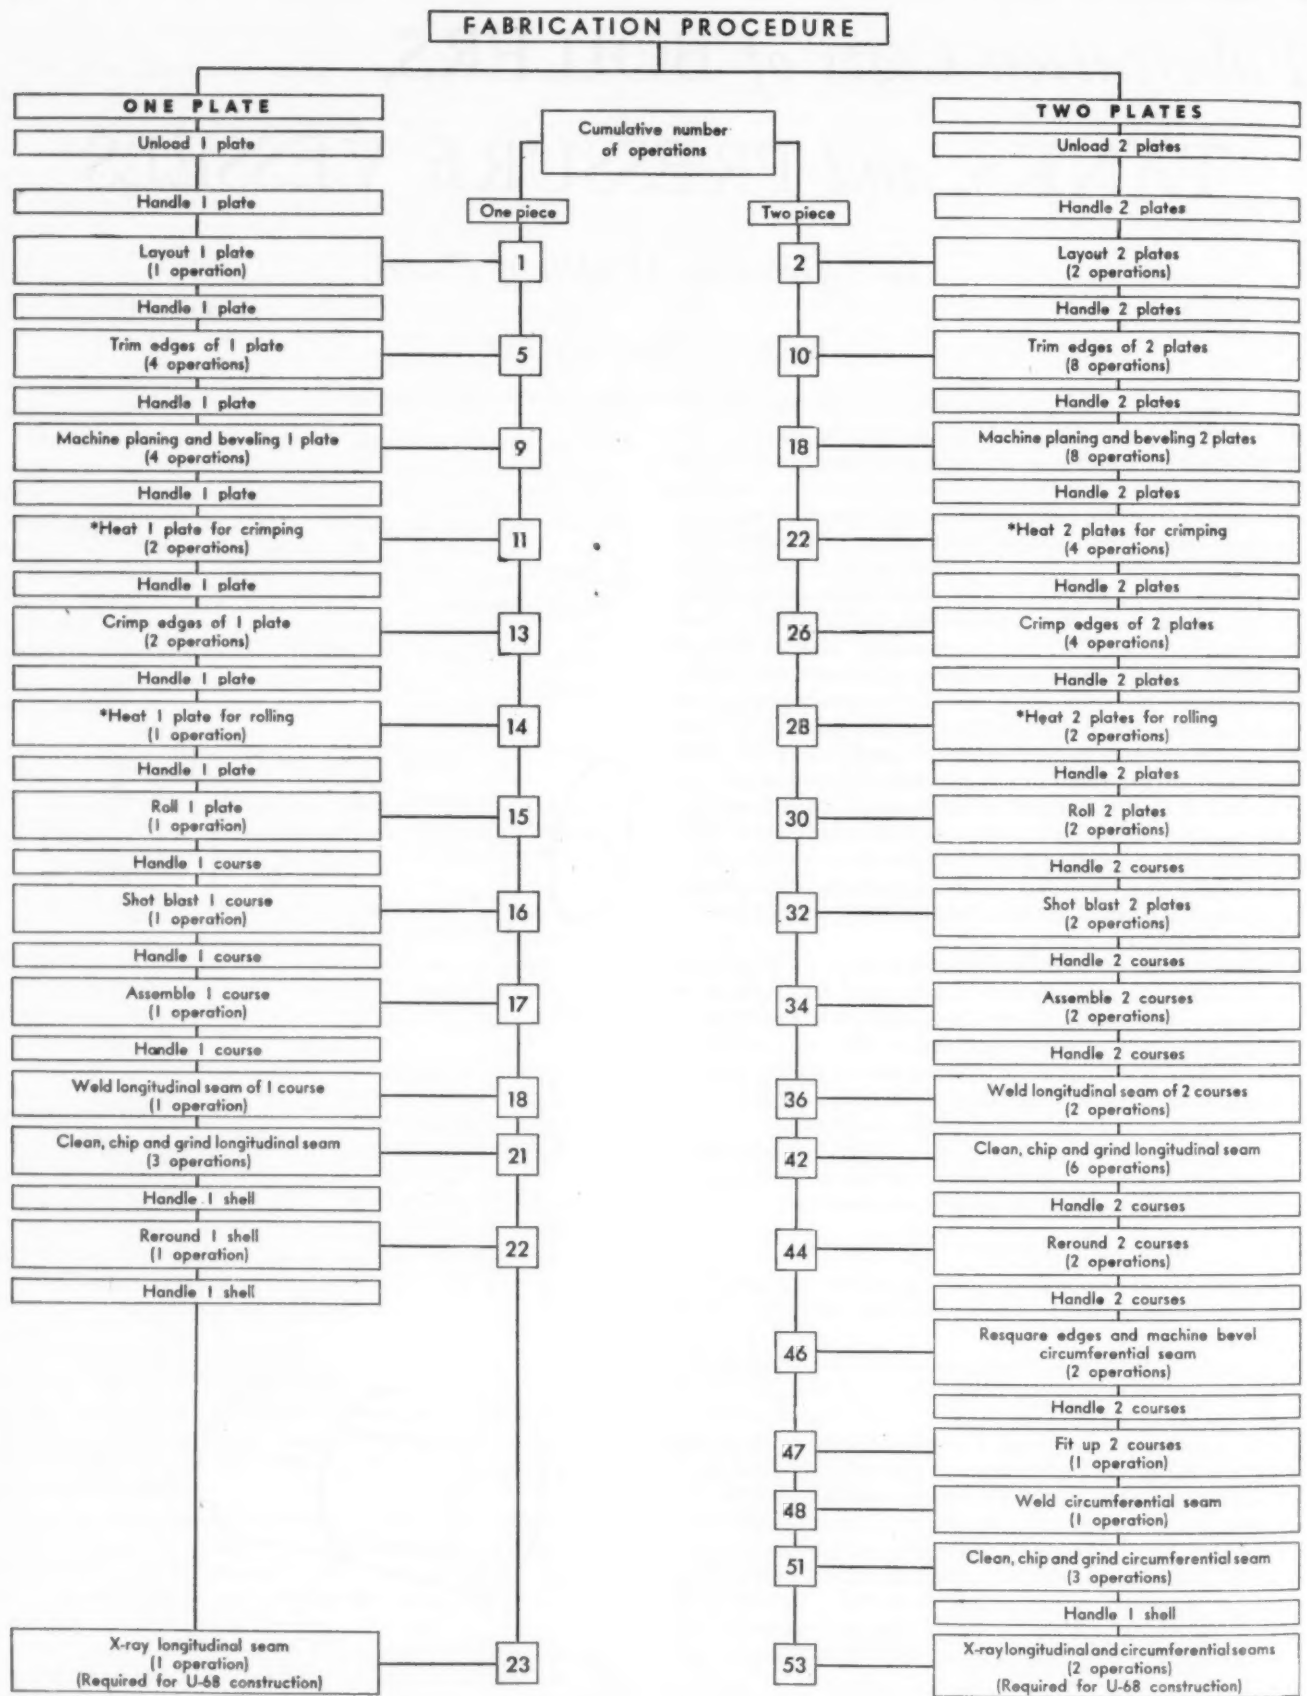 FABRICATION PROCEDURE
ONE PLATE
Unload 1 plate
Handle 1 plate
Layout 1 plate
(1 operation)
Handle 1 plate
Trim edges of 1 plate
(4 operations)
Handle 1 plate
Machine planing and beveling 1 plate
(4 operations)
Handle 1 plate
*Heat 1 plate for crimping
(2 operations)
Handle 1 plate
Crimp edges of 1 plate
(2 operations)
Handle 1 plate
*Heat 1 plate for rolling
(1 operation)
Handle 1 plate
Roll 1 plate
(1 operation)
Handle 1 course
Shot blast 1 course
(1 operation)
Handle 1 course
Assemble 1 course
(1 operation)
Handle 1 course
Weld longitudinal seam of 1 course
(1 operation)
Clean, chip and grind longitudinal seam
(3 operations)
Handle 1 shell
Reround 1 shell
(1 operation)
Handle 1 shell
X-ray longitudinal seam
(1 operation)
(Required for U-68 construction)
Cumulative number
of operations
One piece
1
5
9
11
13
14
15
16
17
18
21
22
23
Two piece
2
10
18
22
26
28
30
32
34
36
42
44
46
47
48
51
53
TWO PLATES
Unload 2 plates
Handle 2 plates
Layout 2 plates
(2 operations)
Handle 2 plates
Trim edges of 2 plates
(8 operations)
Handle 2 plates
Machine planing and beveling 2 plates
(8 operations)
Handle 2 plates
*Heat 2 plates for crimping
(4 operations)
Handle 2 plates
Crimp edges of 2 plates
(4 operations)
Handle 2 plates
*Heat 2 plates for rolling
(2 operations)
Handle 2 plates
Roll 2 plates
(2 operations)
Handle 2 courses
Shot blast 2 plates
(2 operations)
Handle 2 courses
Assemble 2 courses
(2 operations)
Handle 2 courses
Weld longitudinal seam of 2 courses
(2 operations)
Clean, chip and grind longitudinal seam
(6 operations)
Handle 2 courses
Reround 2 courses
(2 operations)
Handle 2 courses
Resquare edges and machine bevel
circumferential seam
(2 operations)
Handle 2 courses
Fit up 2 courses
(1 operation)
Weld circumferential seam
(1 operation)
Clean, chip and grind circumferential seam
(3 operations)
Handle 1 shell
X-ray longitudinal and circumferential seams
(2 operations)
(Required for U-68 construction)